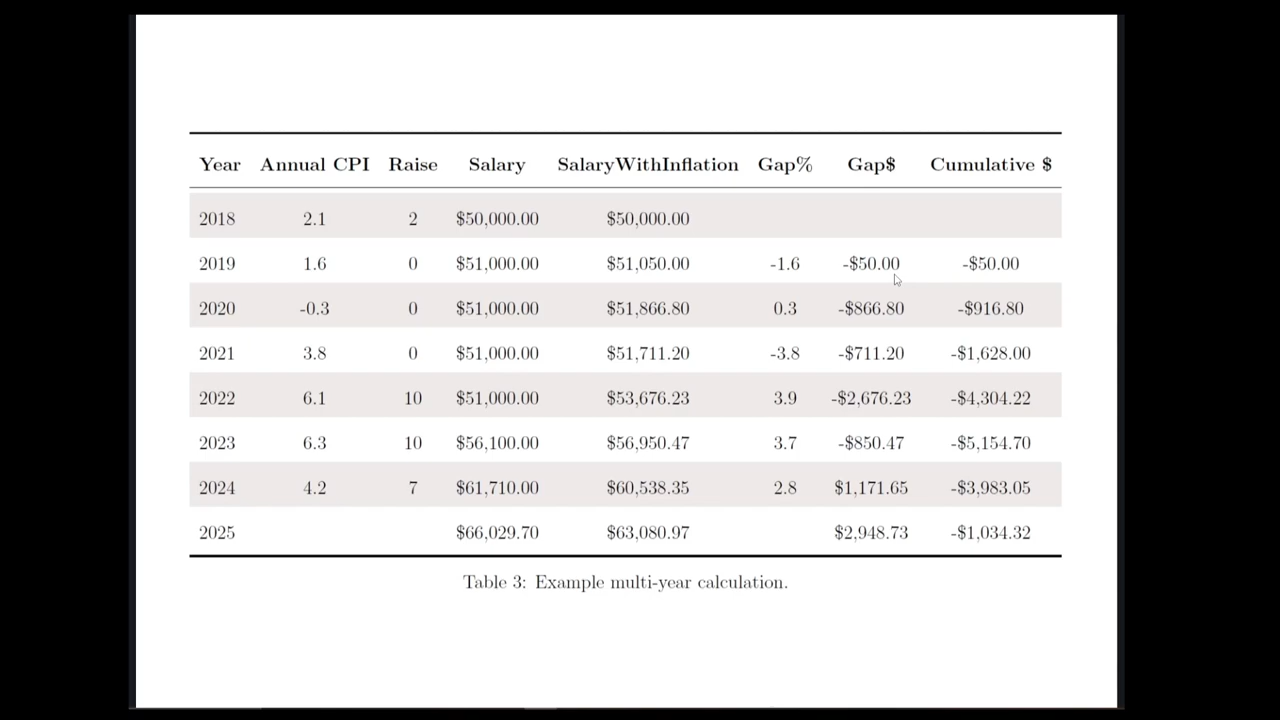 Year Annual CPI Raise Salary SalaryWithInflation Gap% Gap$ Cumulative $
2018 2.1 2 $50,000.00 $50,000.00
2019 1.6 0 $51,000.00 $51,050.00 -1.6 -$50.00 -$50.00
2020 -0.3 0 $51,000.00 $51,866.80 0.3 -$866.80 -$916.80
2021 3.8 0 $51,000.00 $51,711.20 -3.8 -$711.20 -$1,628.00
2022 6.1 10 $51,000.00 $53,676.23 3.9 -$2,676.23 -$4,304.22
2023 6.3 10 $56,100.00 $56,950.47 3.7 -$850.47 -$5,154.70
2024 4.2 7 $61,710.00 $60,538.35 2.8 $1,171.65 -$3,983.05
2025 $66,029.70 $63,080.97 $2,948.73 -$1,034.32
Table 3: Example multi-year calculation.